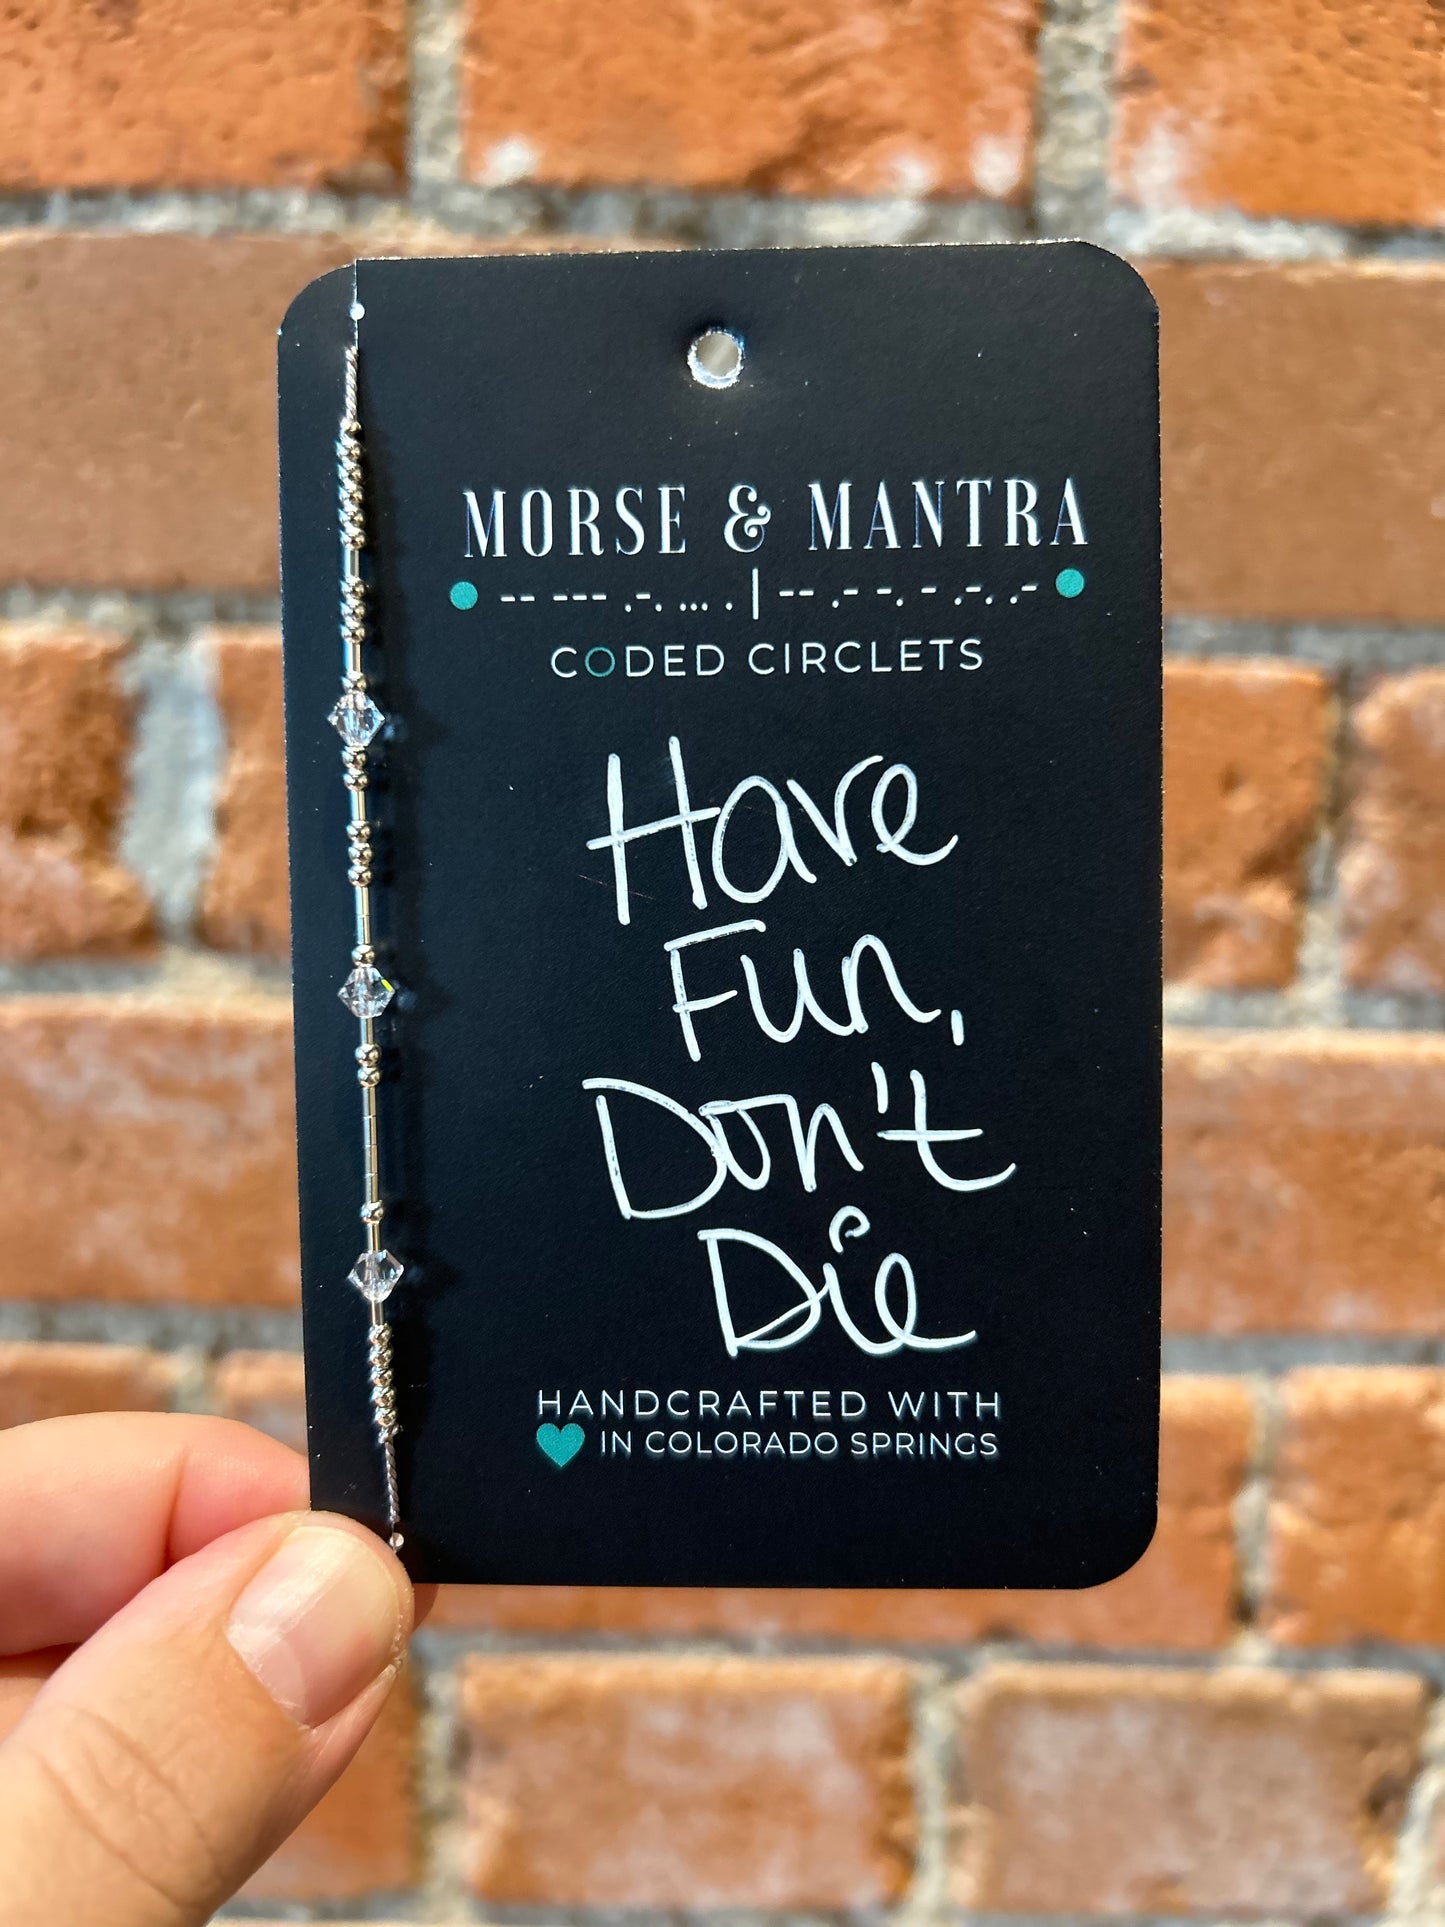 MORSE & MANTRA
-- --- .-. ... . | -- .- -. - .-. .-
CODED CIRCLETS
Have
Fun,
Don't
Die
HANDCRAFTED WITH
IN COLORADO SPRINGS